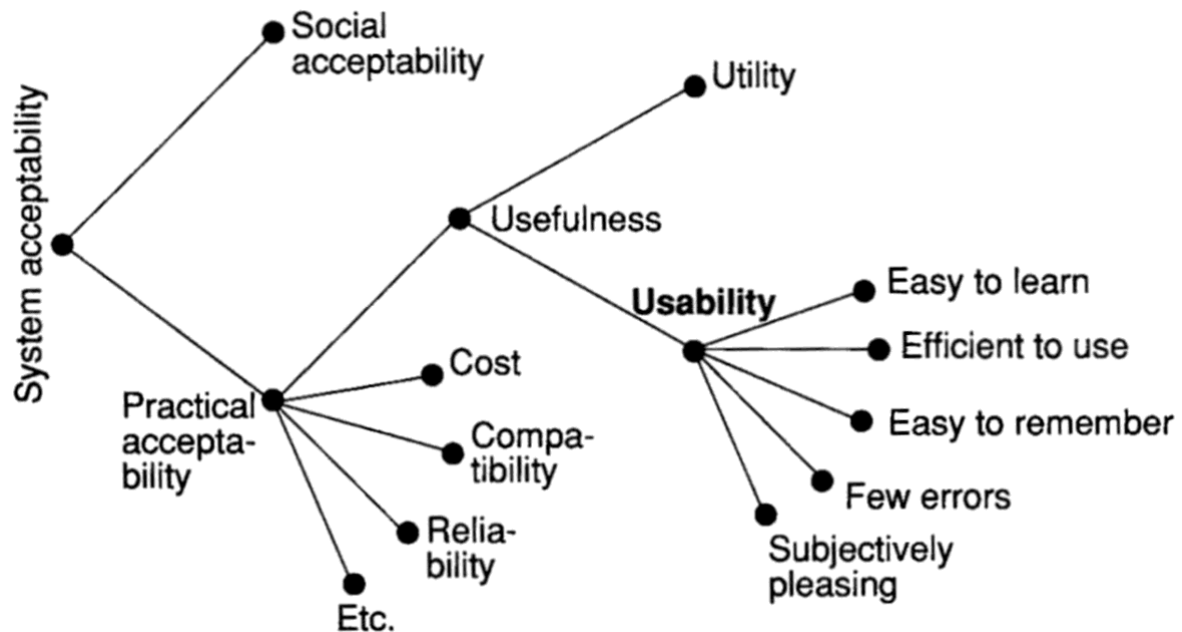 System acceptability
Social
acceptability
Utility
Usefulness
Usability
Easy to learn
Efficient to use
Easy to remember
Few errors
Subjectively
pleasing
Practical
accepta-
bility
Cost
Compa-
tibility
Relia-
bility
Etc.